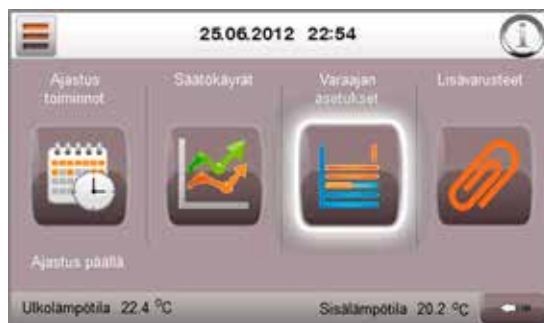 25.06.2012 22:54
Ajastus
toiminnot
Säätökäyrät
Varaajan
asetukset
Lisävarusteet
Ajastus päällä
Ulkolämpötila 22.4 °C
Sisälämpötila 20.2 °C